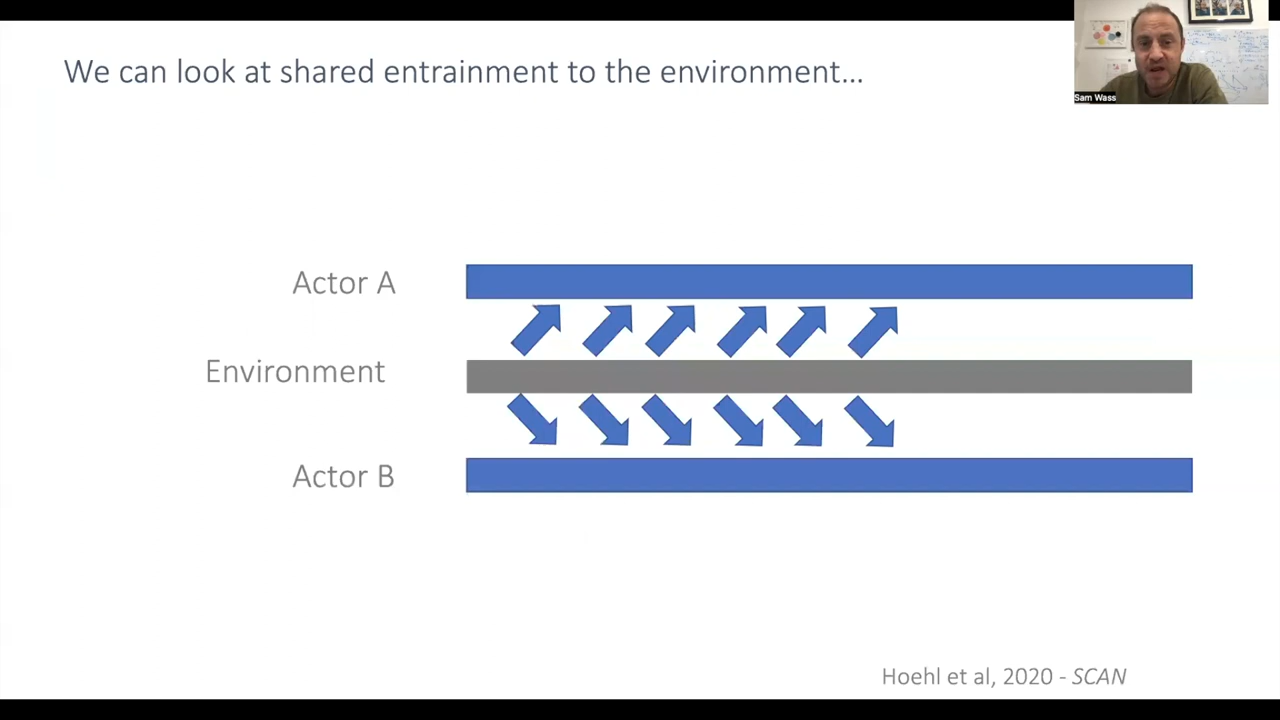 We can look at shared entrainment to the environment…
Sam Wass
Actor A
Environment
Actor B
Hoehl et al, 2020 - SCAN